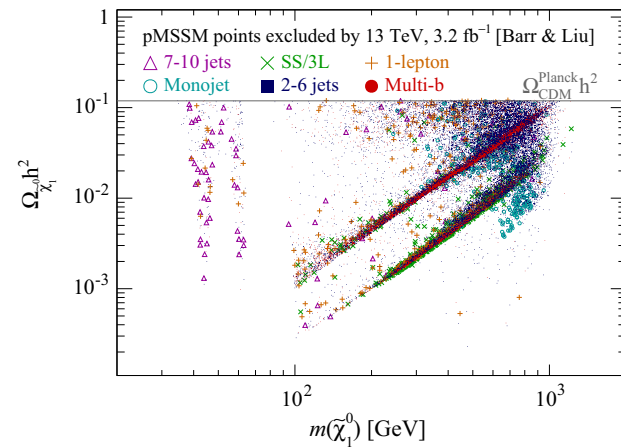 pMSSM points excluded by 13 TeV, 3.2 fb⁻¹ [Barr & Liu]
△ 7-10 jets × SS/3L + 1-lepton
○ Monojet ■ 2-6 jets ● Multi-b
Ω_CDM^Planck h²
1
10⁻¹
10⁻²
10⁻³
Ω_χ̃₁⁰ h²
10² 10³
m(χ̃₁⁰) [GeV]